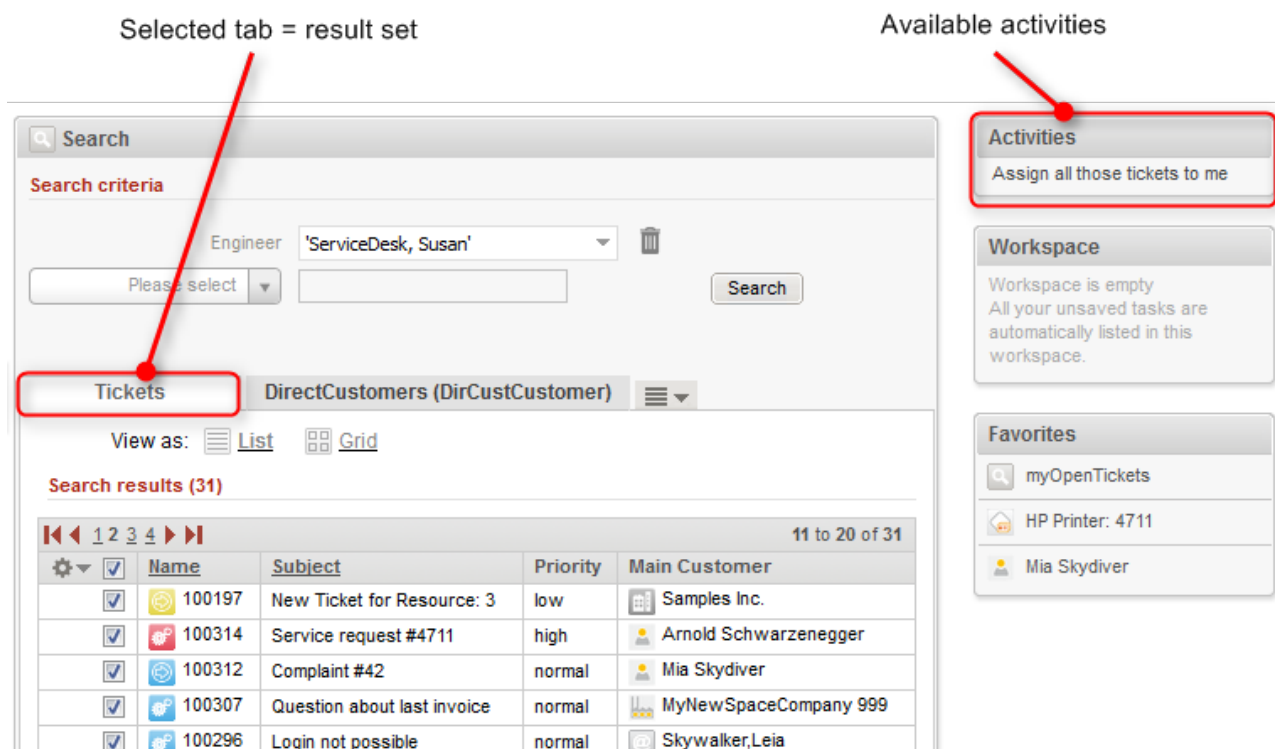 Selected tab = result set
Available activities
Search
Search criteria
Engineer 'ServiceDesk, Susan'
Please select
Search
Tickets DirectCustomers (DirCustCustomer)
View as: List Grid
Search results (31)
1 2 3 4 11 to 20 of 31
Name Subject Priority Main Customer
100197 New Ticket for Resource: 3 low Samples Inc.
100314 Service request #4711 high Arnold Schwarzenegger
100312 Complaint #42 normal Mia Skydiver
100307 Question about last invoice normal MyNewSpaceCompany 999
100296 Login not possible normal Skywalker,Leia
Activities
Assign all those tickets to me
Workspace
Workspace is empty
All your unsaved tasks are
automatically listed in this
workspace.
Favorites
myOpenTickets
HP Printer: 4711
Mia Skydiver